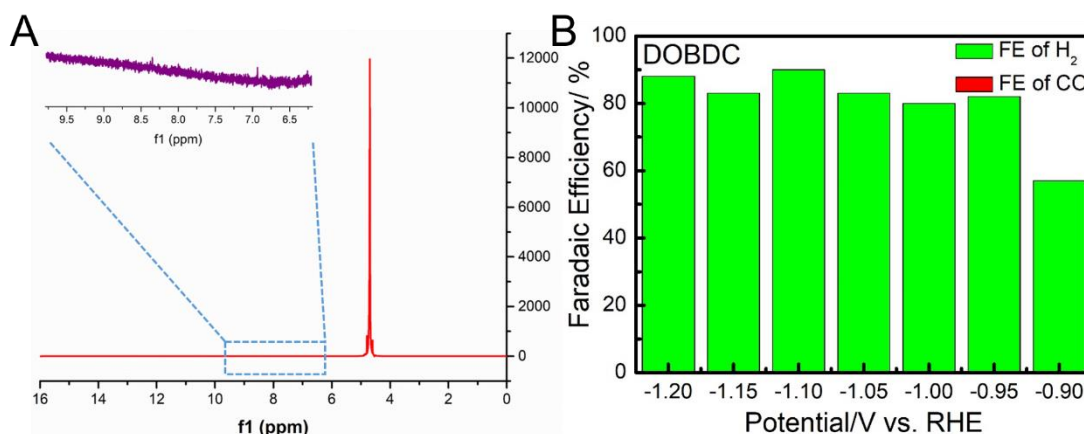 A
9.5 9.0 8.5 8.0 7.5 7.0 6.5
f1 (ppm)
12000
10000
8000
6000
4000
2000
0
16 14 12 10 8 6 4 2 0
f1 (ppm)
B
DOBDC
FE of H₂
FE of CO
Faradaic Efficiency/ %
100
80
60
40
20
0
-1.20 -1.15 -1.10 -1.05 -1.00 -0.95 -0.90
Potential/V vs. RHE